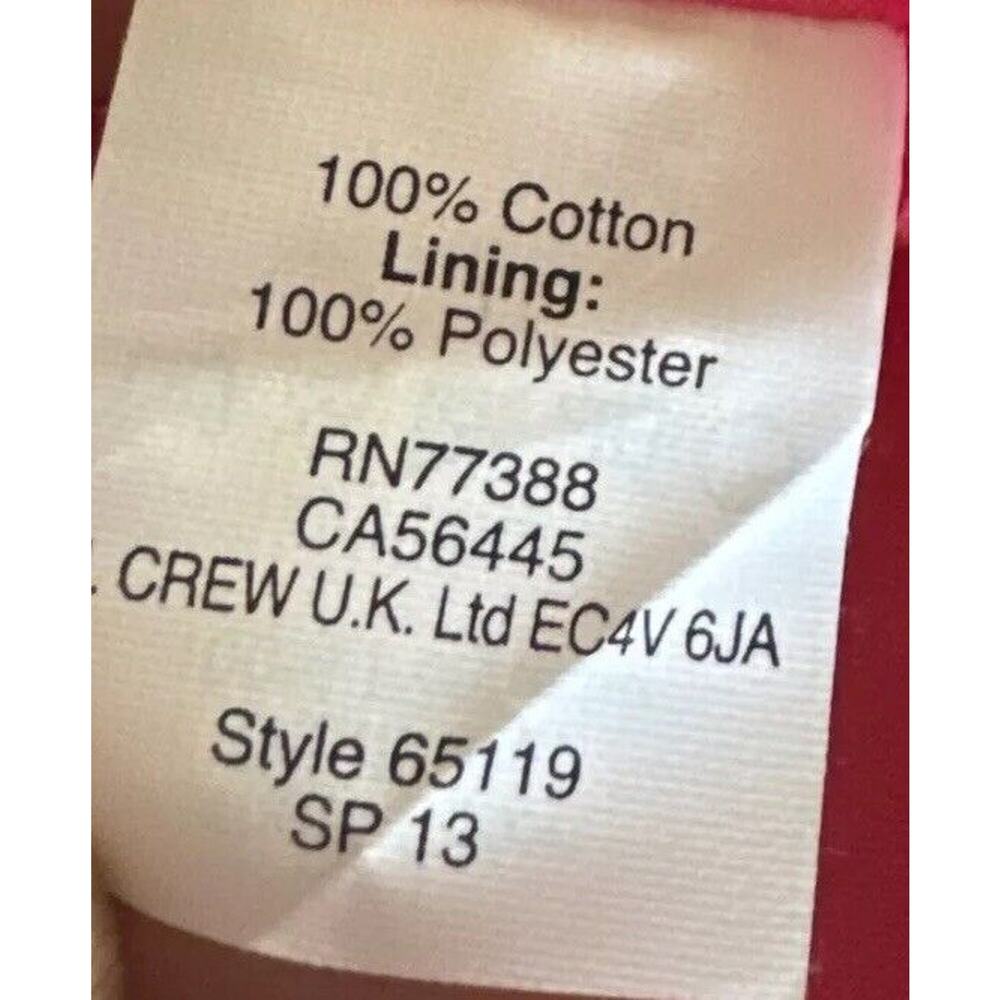 100% Cotton
Lining:
100% Polyester
RN77388
CA56445
. CREW U.K. Ltd EC4V 6JA
Style 65119
SP 13